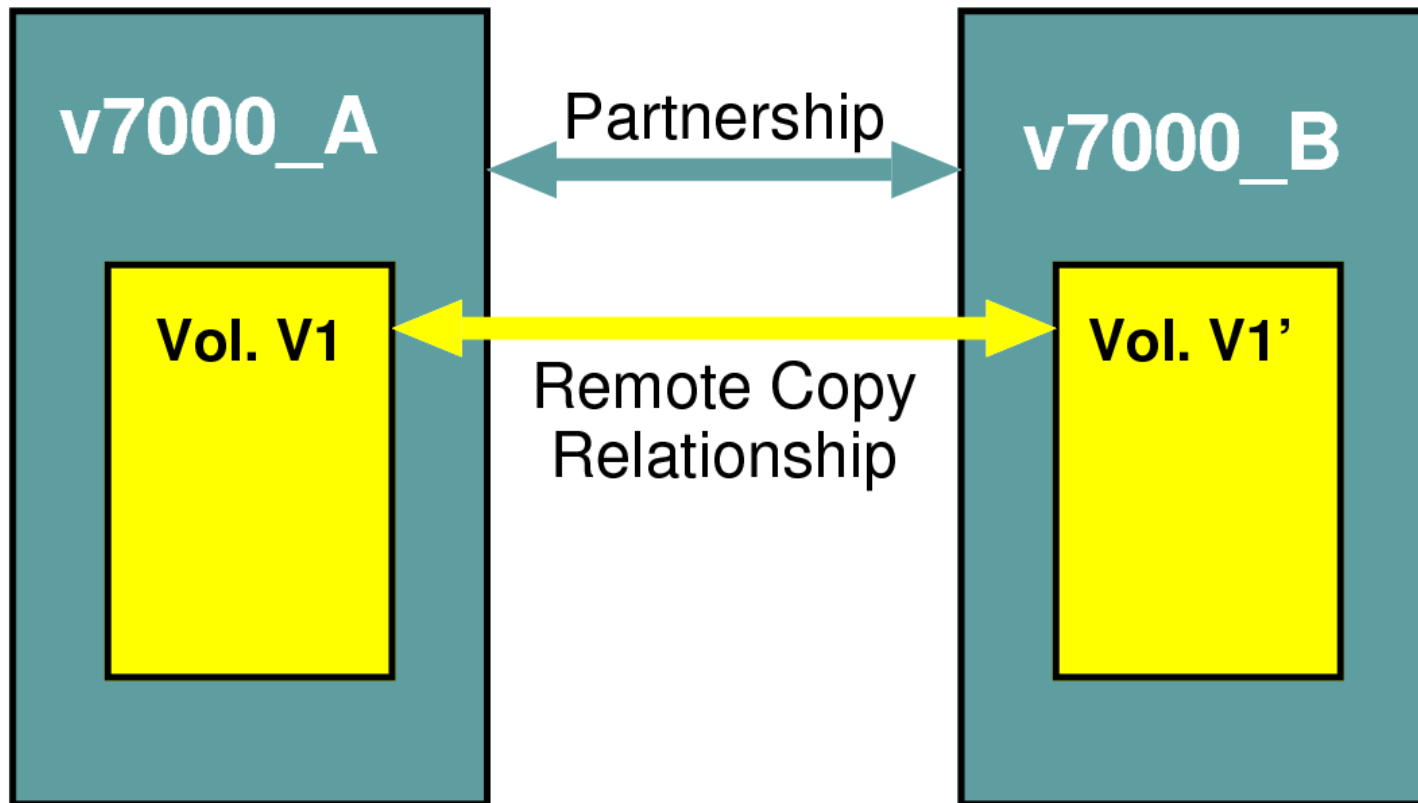 v7000_A
Partnership
v7000_B
Vol. V1
Vol. V1’
Remote Copy
Relationship